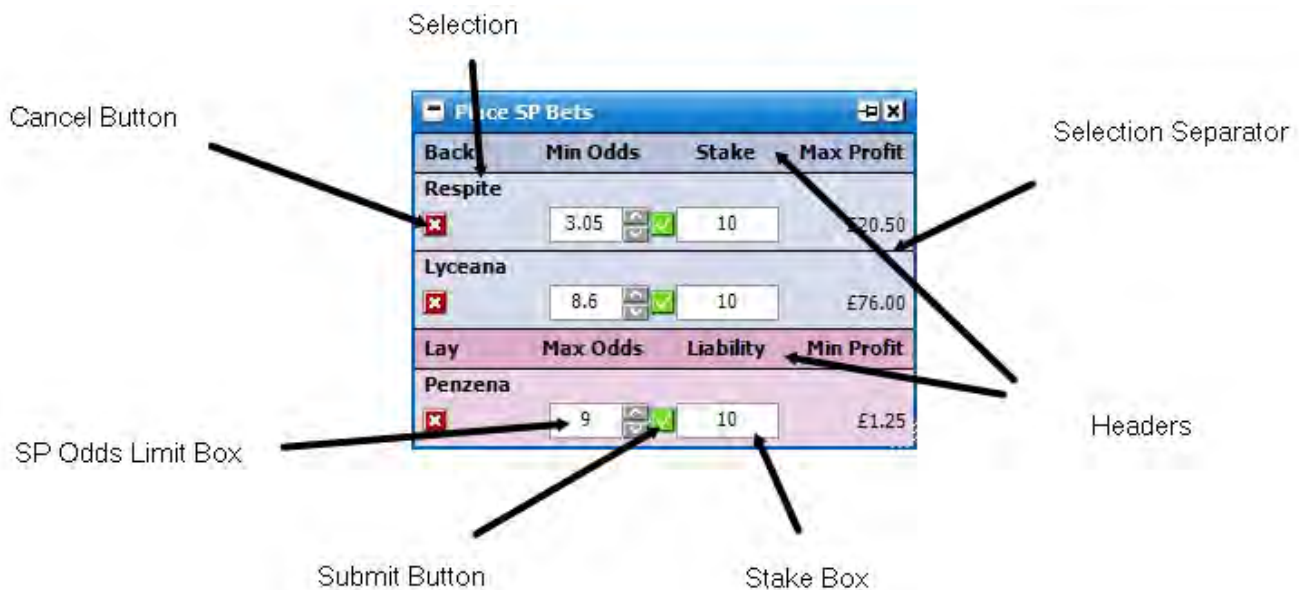 Selection
Cancel Button
Place SP Bets
Selection Separator
Back Min Odds Stake Max Profit
Respite
3.05 10 £20.50
Lyceana
8.6 10 £76.00
Lay Max Odds Liability Min Profit
Penzena
9 10 £1.25
Headers
SP Odds Limit Box
Submit Button
Stake Box